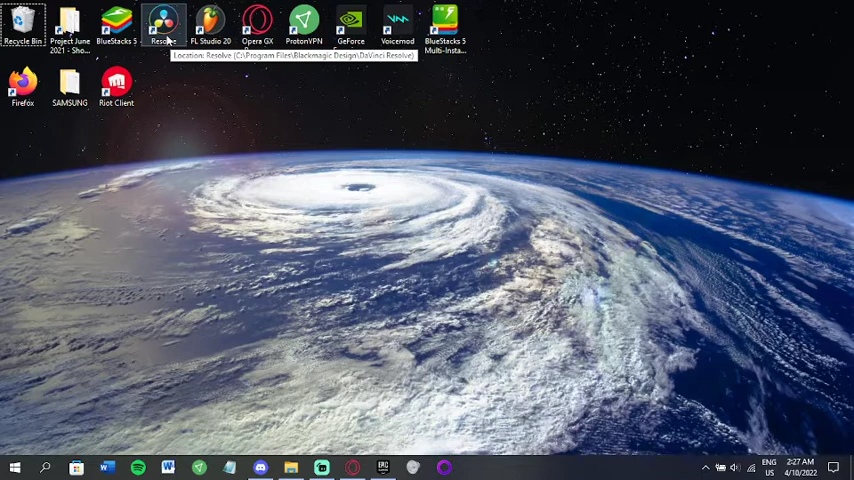 Recycle Bin
Project June
2021 - Sho...
BlueStacks 5
Resolve
FL Studio 20
Opera GX
ProtonVPN
GeForce
Voicemod
BlueStacks 5
Multi-Insta...
Location: Resolve (C:\Program Files\Blackmagic Design\DaVinci Resolve)
Firefox
SAMSUNG
Riot Client
EPIC
ENG
US
2:27 AM
4/10/2022